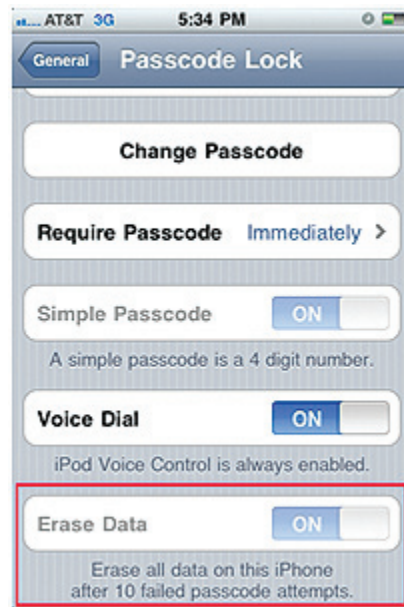 AT&T 3G 5:34 PM
General Passcode Lock
Change Passcode
Require Passcode Immediately >
Simple Passcode ON
A simple passcode is a 4 digit number.
Voice Dial ON
iPod Voice Control is always enabled.
Erase Data ON
Erase all data on this iPhone
after 10 failed passcode attempts.